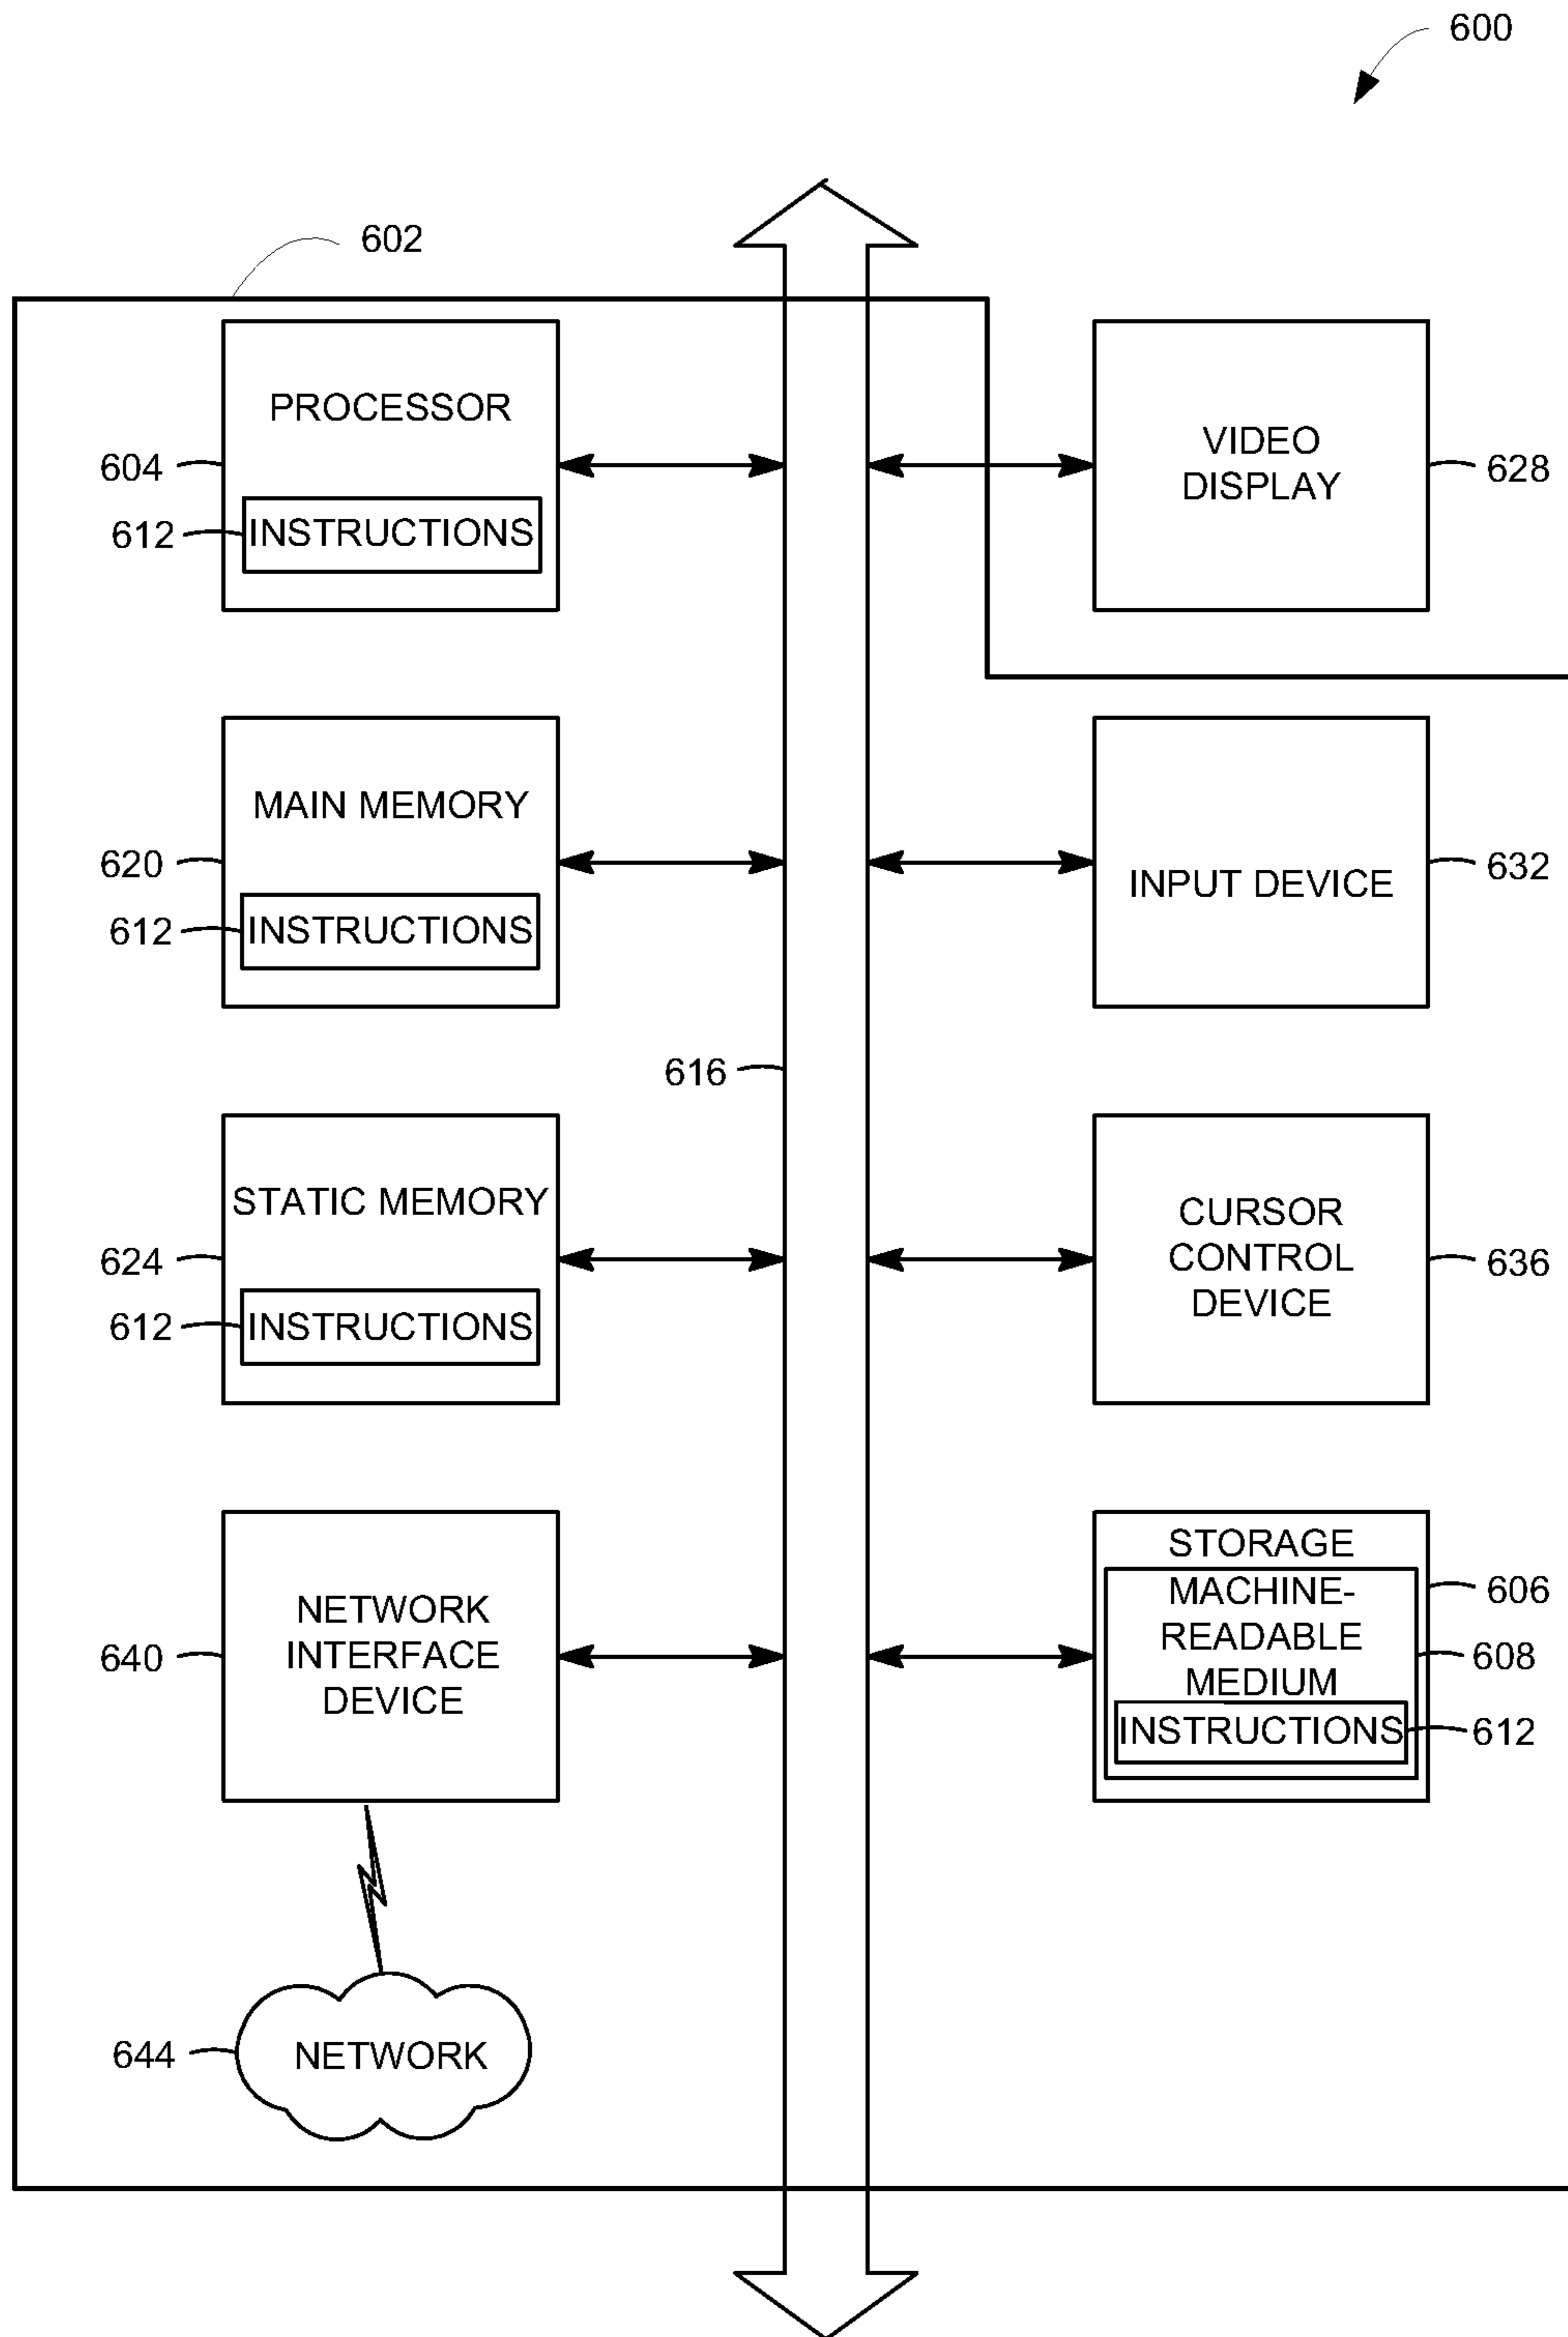 600
602
PROCESSOR
604
612
INSTRUCTIONS
VIDEO
DISPLAY
628
MAIN MEMORY
620
612
INSTRUCTIONS
INPUT DEVICE
632
616
STATIC MEMORY
624
612
INSTRUCTIONS
CURSOR
CONTROL
DEVICE
636
NETWORK
INTERFACE
DEVICE
640
STORAGE
MACHINE-
READABLE
MEDIUM
INSTRUCTIONS
606
608
612
644
NETWORK